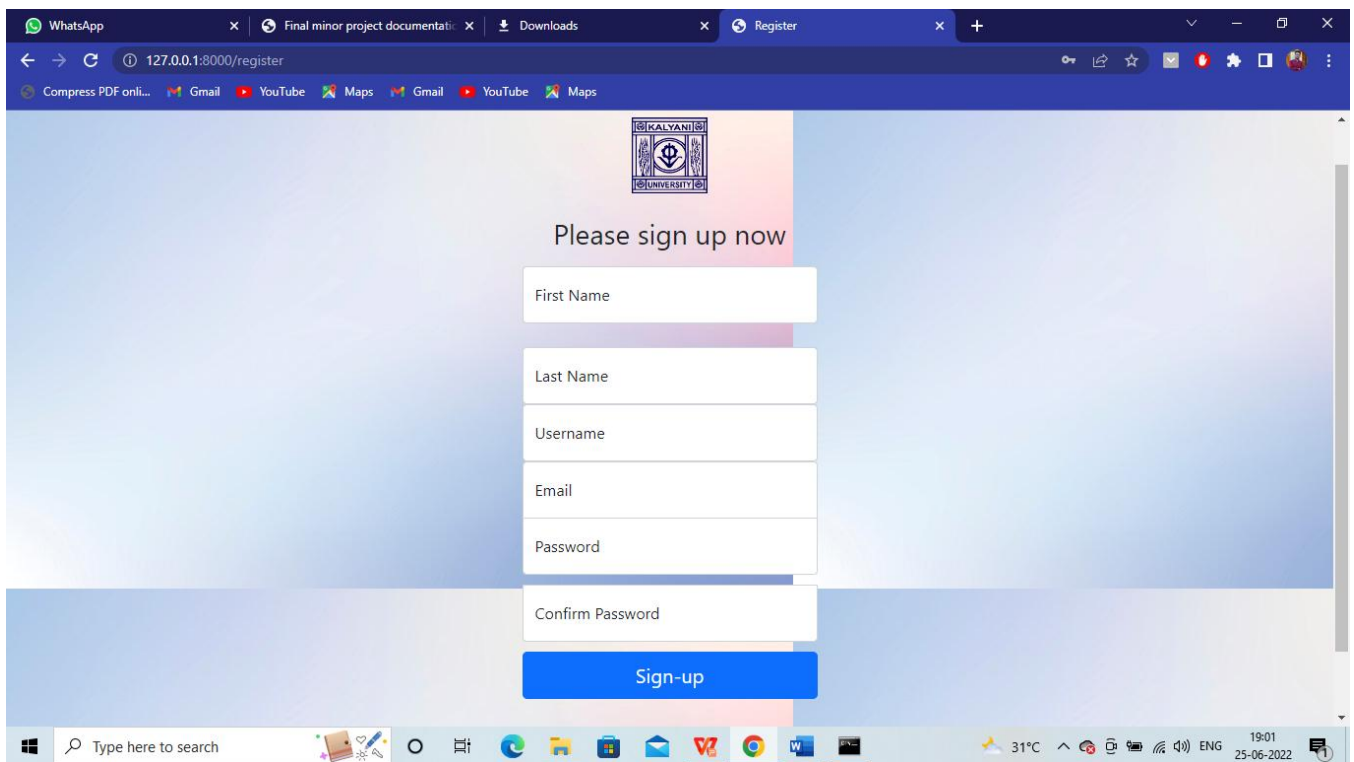 WhatsApp
Final minor project documentatic
Downloads
Register
127.0.0.1:8000/register
Compress PDF onli...
Gmail
YouTube
Maps
Gmail
YouTube
Maps
KALYANI
UNIVERSITY
Please sign up now
First Name
Last Name
Username
Email
Password
Confirm Password
Sign-up
Type here to search
31°C
ENG
19:01
25-06-2022
1